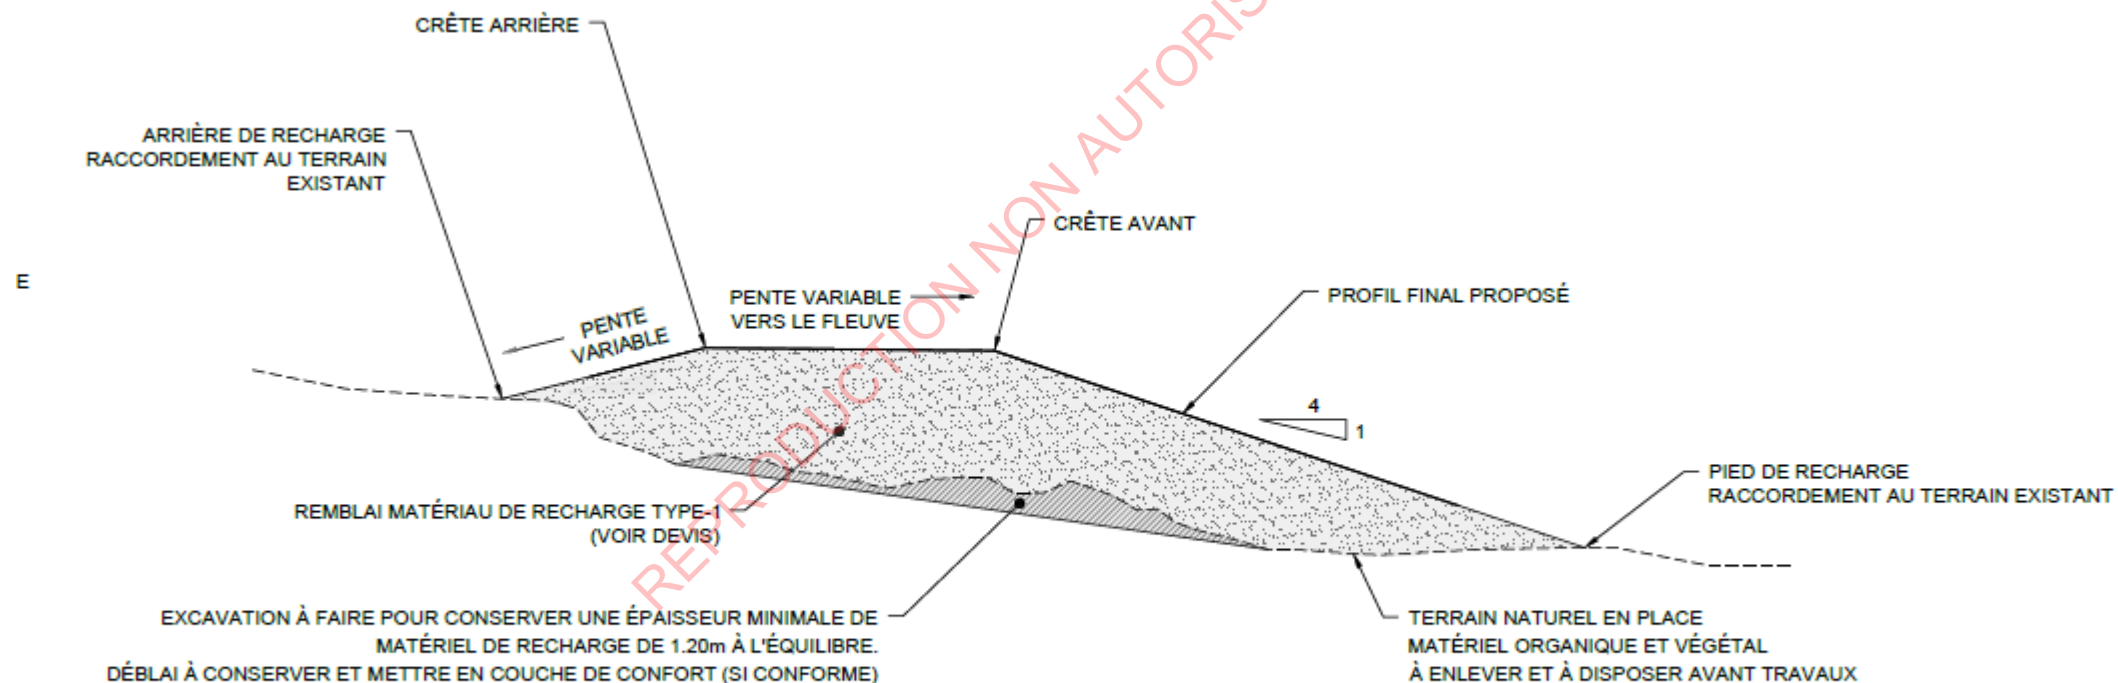 CRÊTE ARRIÈRE
ARRIÈRE DE RECHARGE
RACCORDEMENT AU TERRAIN
EXISTANT
CRÊTE AVANT
E
PENTE
VARIABLE
PENTE VARIABLE
VERS LE FLEUVE
PROFIL FINAL PROPOSÉ
4
1
PIED DE RECHARGE
RACCORDEMENT AU TERRAIN EXISTANT
REMBLAI MATÉRIAU DE RECHARGE TYPE-1
(VOIR DEVIS)
EXCAVATION À FAIRE POUR CONSERVER UNE ÉPAISSEUR MINIMALE DE
MATÉRIEL DE RECHARGE DE 1.20m À L'ÉQUILIBRE.
DÉBLAI À CONSERVER ET METTRE EN COUCHE DE CONFORT (SI CONFORME)
TERRAIN NATUREL EN PLACE
MATÉRIEL ORGANIQUE ET VÉGÉTAL
À ENLEVER ET À DISPOSER AVANT TRAVAUX
REPRODUCTION NON AUTORIS